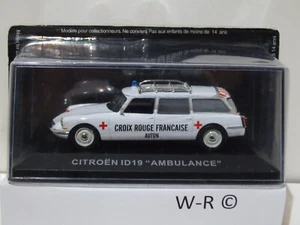 Modèle pour collectionneurs. Ne convient Pas aux enfants de moins de 14 ans
CROIX ROUGE FRANCAISE
AUTUN
CITROËN ID19 "AMBULANCE"
W-R ©